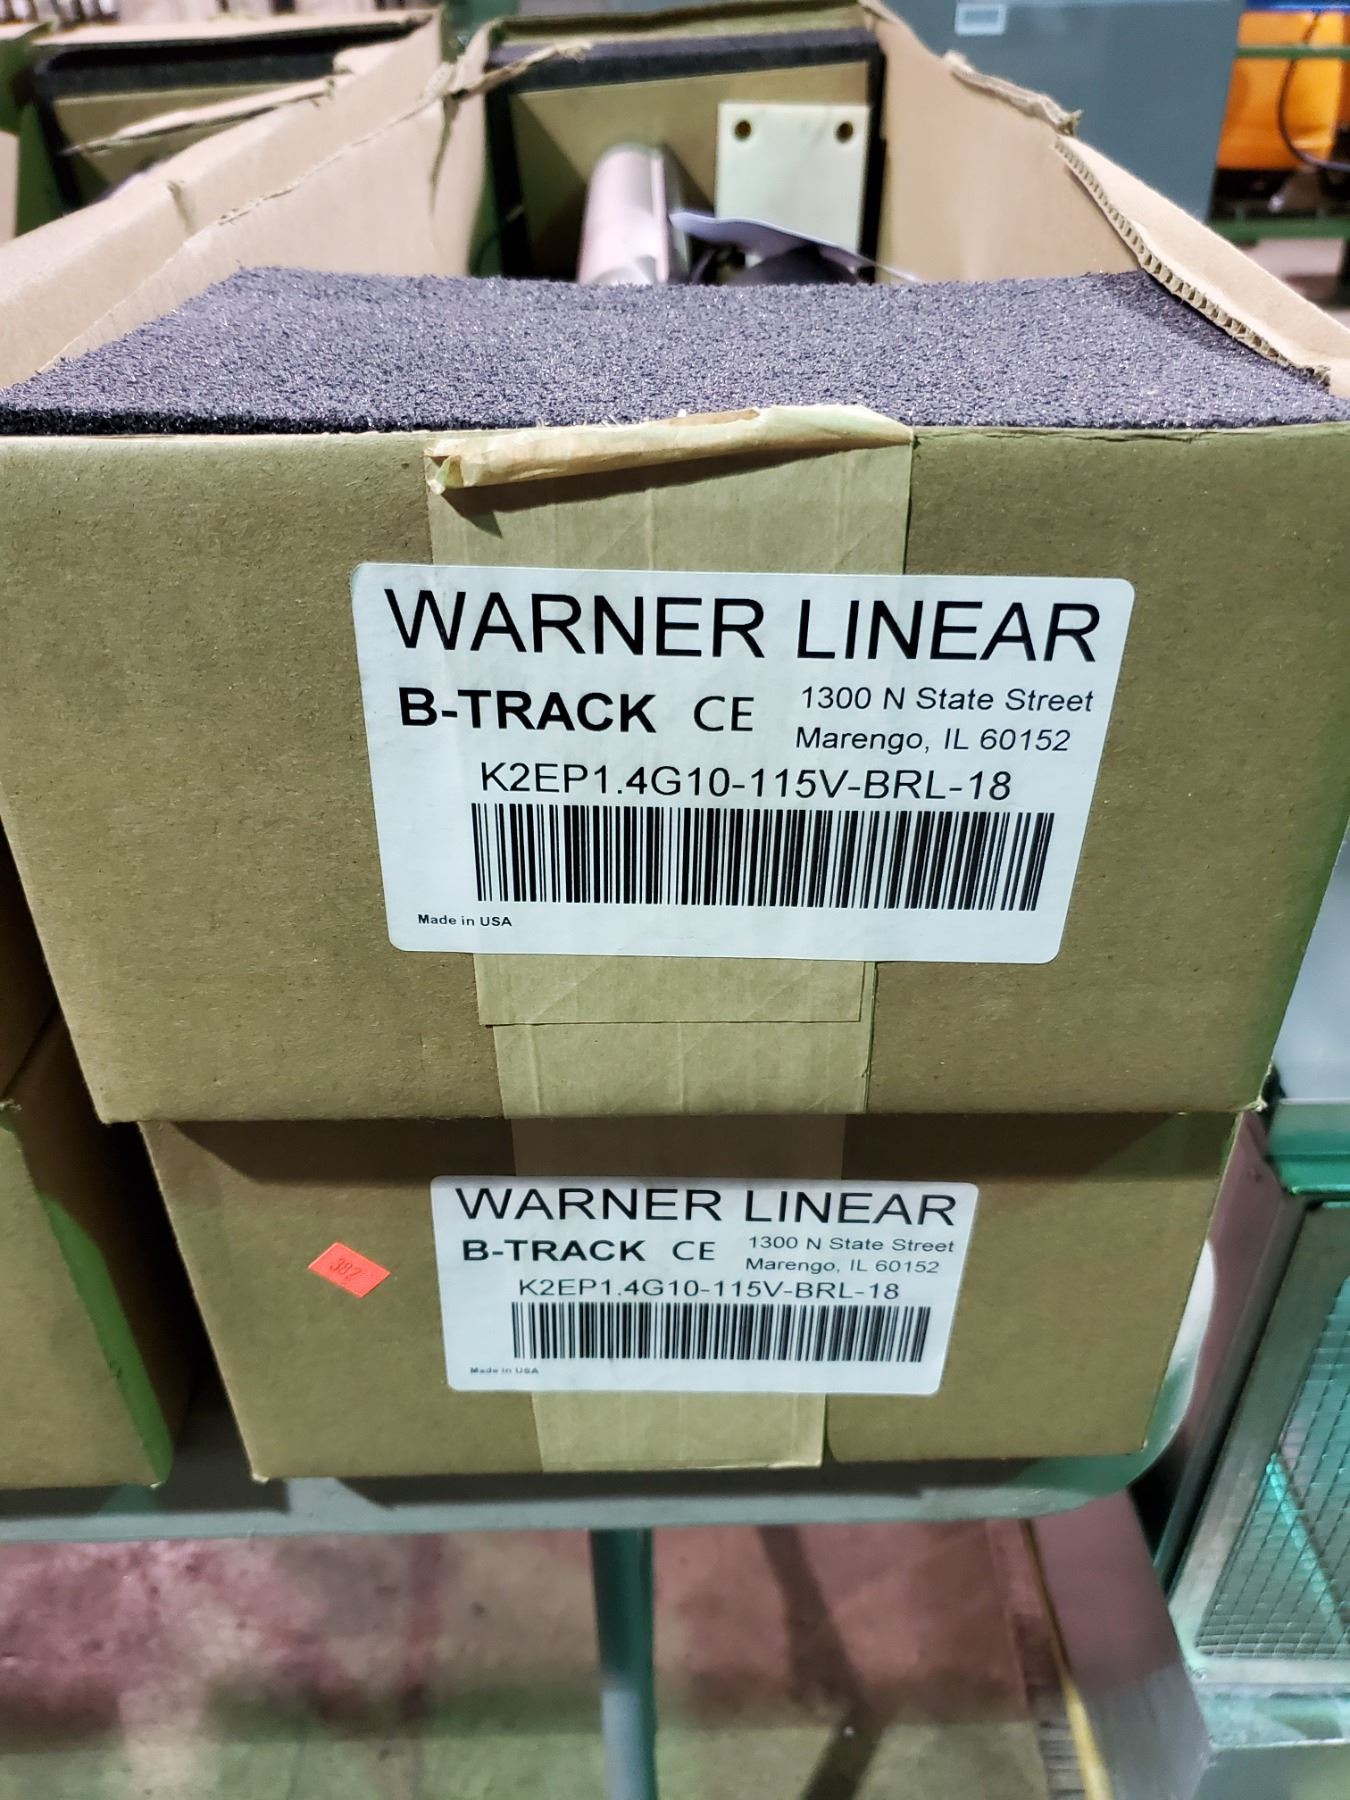 WARNER LINEAR
B-TRACK CE
1300 N State Street
Marengo, IL 60152
K2EP1.4G10-115V-BRL-18
Made in USA
WARNER LINEAR
B-TRACK CE
1300 N State Street
Marengo, IL 60152
K2EP1.4G10-115V-BRL-18
Made in USA
382